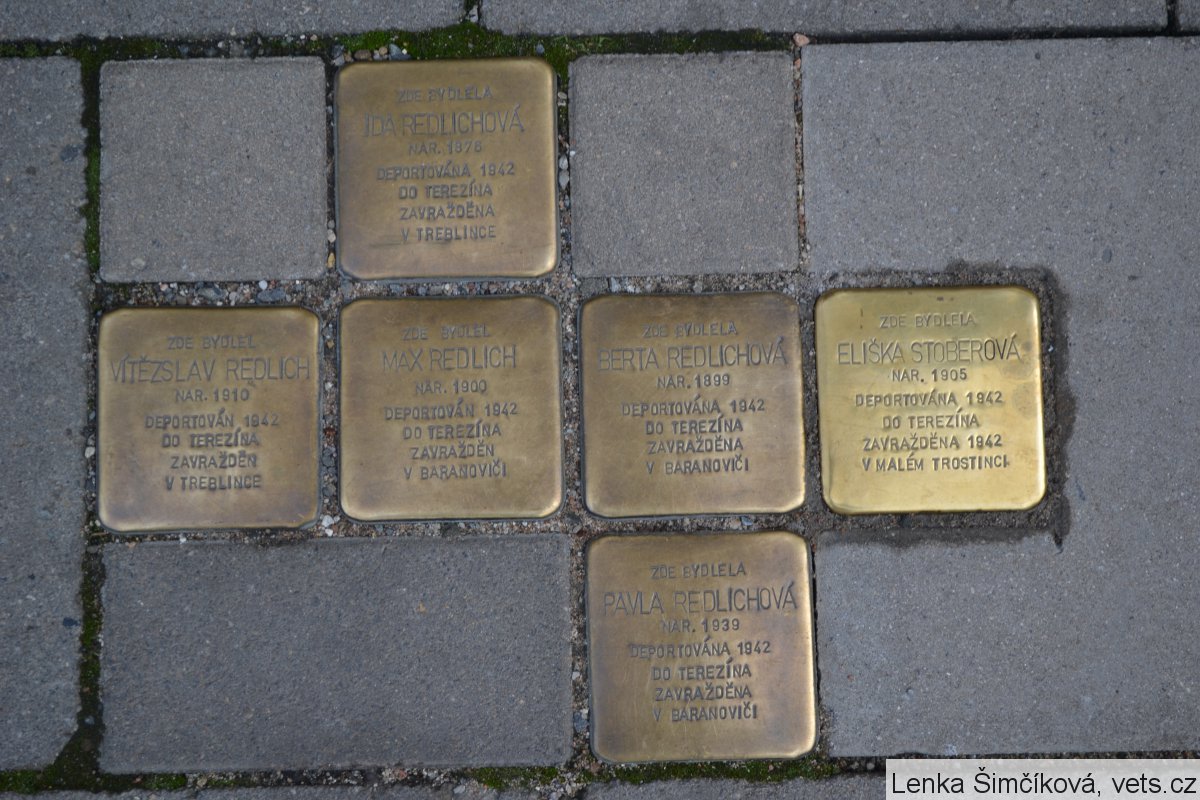 ZDE BYDLELA
IDA REDLICHOVÁ
NAR. 1876
DEPORTOVÁNA 1942
DO TEREZÍNA
ZAVRAŽDĚNA
V TREBLINCE
ZDE BYDLEL
VÍTĚZSLAV REDLICH
NAR. 1910
DEPORTOVÁN 1942
DO TEREZÍNA
ZAVRAŽDĚN
V TREBLINCE
ZDE BYDLEL
MAX REDLICH
NAR. 1900
DEPORTOVÁN 1942
DO TEREZÍNA
ZAVRAŽDĚN
V BARANOVIČI
ZDE BYDLELA
BERTA REDLICHOVÁ
NAR. 1899
DEPORTOVÁNA 1942
DO TEREZÍNA
ZAVRAŽDĚNA
V BARANOVIČI
ZDE BYDLELA
ELIŠKA STOBEROVÁ
NAR. 1905
DEPORTOVÁNA 1942
DO TEREZÍNA
ZAVRAŽDĚNA 1942
V MALÉM TROSTINCI
ZDE BYDLELA
PAVLA REDLICHOVÁ
NAR. 1939
DEPORTOVÁNA 1942
DO TEREZÍNA
ZAVRAŽDĚNA
V BARANOVIČI
Lenka Šimčíková, vets.cz